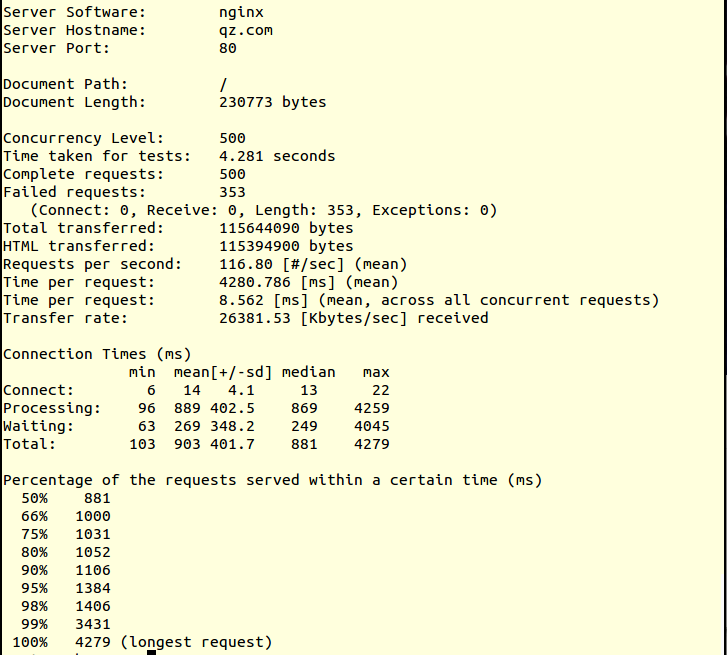 Server Software: nginx
Server Hostname: qz.com
Server Port: 80
Document Path: /
Document Length: 230773 bytes
Concurrency Level: 500
Time taken for tests: 4.281 seconds
Complete requests: 500
Failed requests: 353
(Connect: 0, Receive: 0, Length: 353, Exceptions: 0)
Total transferred: 115644090 bytes
HTML transferred: 115394900 bytes
Requests per second: 116.80 [#/sec] (mean)
Time per request: 4280.786 [ms] (mean)
Time per request: 8.562 [ms] (mean, across all concurrent requests)
Transfer rate: 26381.53 [Kbytes/sec] received
Connection Times (ms)
min mean[+/-sd] median max
Connect: 6 14 4.1 13 22
Processing: 96 889 402.5 869 4259
Waiting: 63 269 348.2 249 4045
Total: 103 903 401.7 881 4279
Percentage of the requests served within a certain time (ms)
50% 881
66% 1000
75% 1031
80% 1052
90% 1106
95% 1384
98% 1406
99% 3431
100% 4279 (longest request)